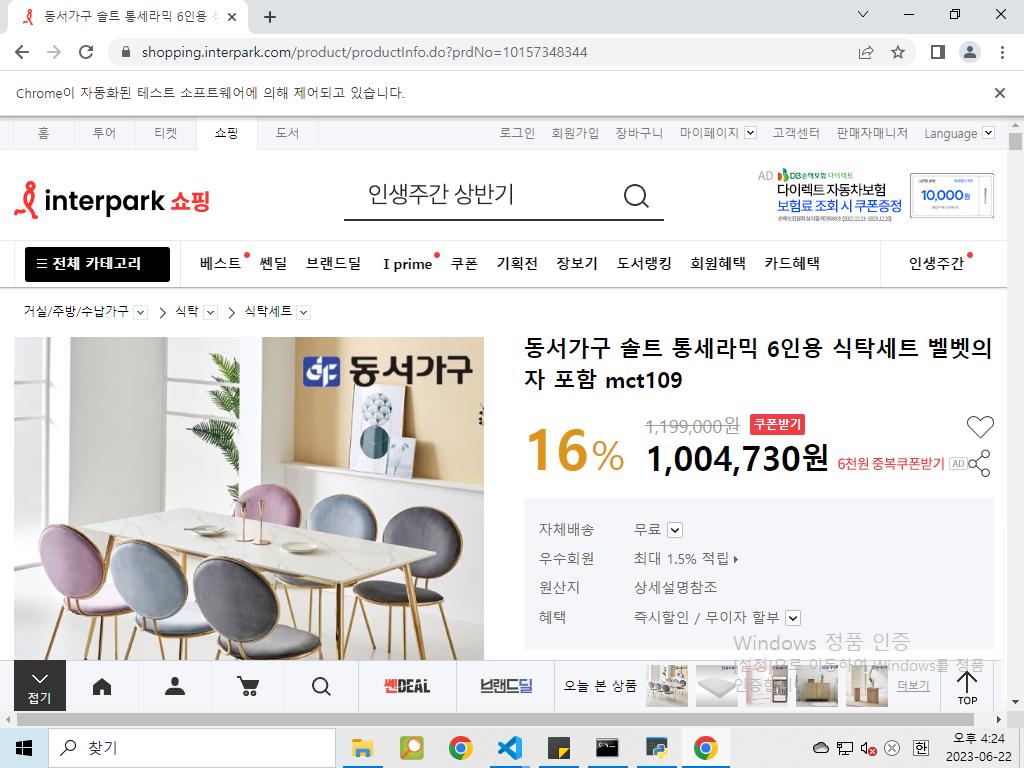 동서가구 솔트 통세라믹 6인용 식
shopping.interpark.com/product/productInfo.do?prdNo=10157348344
Chrome이 자동화된 테스트 소프트웨어에 의해 제어되고 있습니다.
홈 투어 티켓 쇼핑 도서 로그인 회원가입 장바구니 마이페이지 고객센터 판매자매니저 Language
interpark 쇼핑
인생주간 상반기
AD DB손해보험 다이렉트
다이렉트 자동차보험
보험료 조회 시 쿠폰증정
10,000원
전체 카테고리 베스트 쎈딜 브랜드딜 I prime 쿠폰 기획전 장보기 도서랭킹 회원혜택 카드혜택 인생주간
거실/주방/수납가구 식탁 식탁세트
동서가구
동서가구 솔트 통세라믹 6인용 식탁세트 벨벳의
자 포함 mct109
16% 1,199,000원 쿠폰받기
1,004,730원 6천원 중복쿠폰받기 AD
자체배송 무료
우수회원 최대 1.5% 적립
원산지 상세설명참조
혜택 즉시할인 / 무이자 할부
Windows 정품 인증
[설정]으로 이동하여 Windows를 정품
인증합
접기 쎈DEAL 브랜드딜 오늘 본 상품 더보기 TOP
찾기
한
오후 4:24
2023-06-22